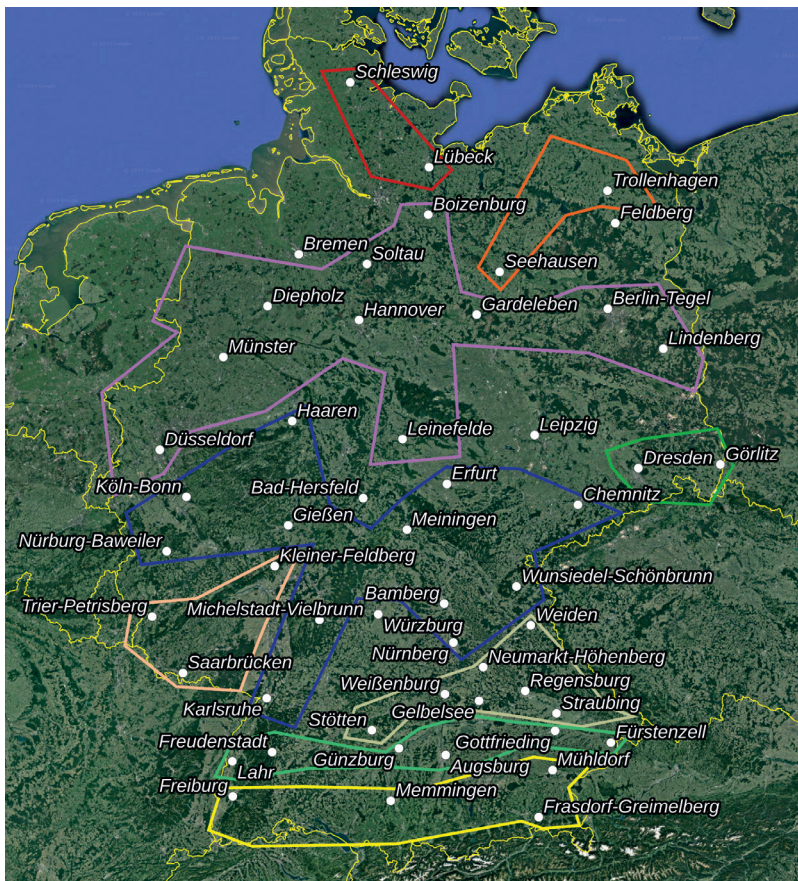 Schleswig
Lübeck
Trollenhagen
Boizenburg
Feldberg
Bremen
Soltau
Seehausen
Diepholz
Hannover
Gardeleben
Berlin-Tegel
Münster
Lindenberg
Haaren
Leinefelde
Leipzig
Düsseldorf
Dresden
Görlitz
Köln-Bonn
Bad-Hersfeld
Erfurt
Chemnitz
Gießen
Meiningen
Nürburg-Baweiler
Kleiner-Feldberg
Wunsiedel-Schönbrunn
Trier-Petrisberg
Michelstadt-Vielbrunn
Bamberg
Würzburg
Weiden
Nürnberg
Neumarkt-Höhenberg
Saarbrücken
Weißenburg
Regensburg
Karlsruhe
Gelbelsee
Straubing
Stötten
Freudenstadt
Günzburg
Gottfrieding
Fürstenzell
Lahr
Augsburg
Mühldorf
Freiburg
Memmingen
Frasdorf-Greimelberg